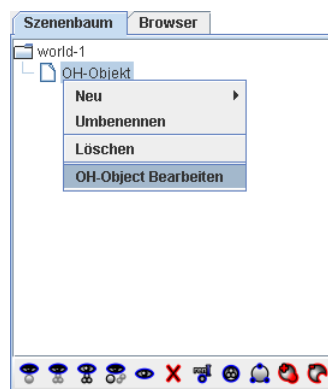 Szenenbaum Browser
world-1
OH-Objekt
Neu
Umbenennen
Löschen
OH-Object Bearbeiten